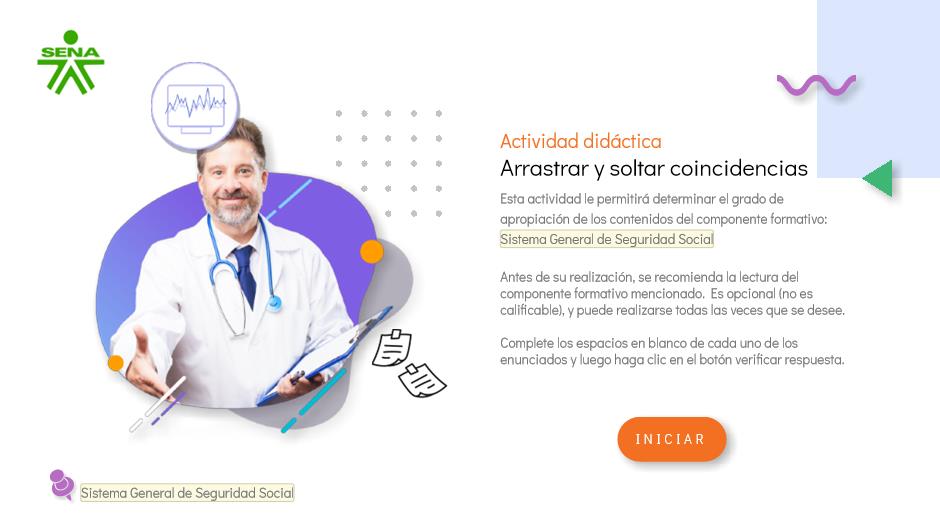 SENA
Actividad didáctica
Arrastrar y soltar coincidencias
Esta actividad le permitirá determinar el grado de
apropiación de los contenidos del componente formativo:
Sistema General de Seguridad Social
Antes de su realización, se recomienda la lectura del
componente formativo mencionado. Es opcional (no es
calificable), y puede realizarse todas las veces que se desee.
Complete los espacios en blanco de cada uno de los
enunciados y luego haga clic en el botón verificar respuesta.
INICIAR
Sistema General de Seguridad Social